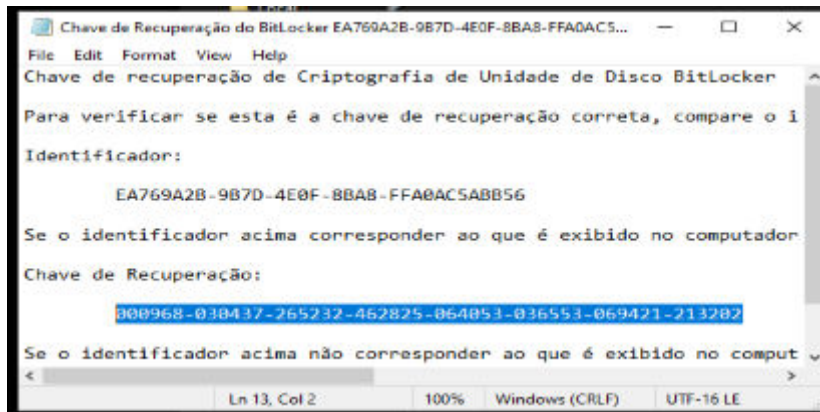 Chave de Recuperação do BitLocker EA769A2B-9B7D-4E0F-8BA8-FFA0AC5...
File Edit Format View Help
Chave de recuperação de Criptografia de Unidade de Disco BitLocker
Para verificar se esta é a chave de recuperação correta, compare o i
Identificador:
EA769A2B-9B7D-4E0F-8BA8-FFA0AC5ABB56
Se o identificador acima corresponder ao que é exibido no computador
Chave de Recuperação:
000968-030437-265232-462825-064053-036553-069421-213202
Se o identificador acima não corresponder ao que é exibido no comput
Ln 13, Col 2 100% Windows (CRLF) UTF-16 LE